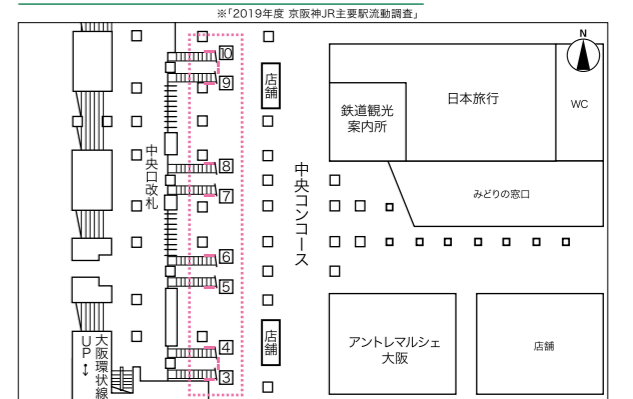 ※「2019年度 京阪神JR主要駅流動調査」
N
⑩
⑨
店舗
日本旅行
WC
鉄道観光
案内所
中央口改札
⑧
⑦
中央コンコース
みどりの窓口
⑥
⑤
④
③
店舗
アントレマルシェ
大阪
店舗
大阪環状線
UP→